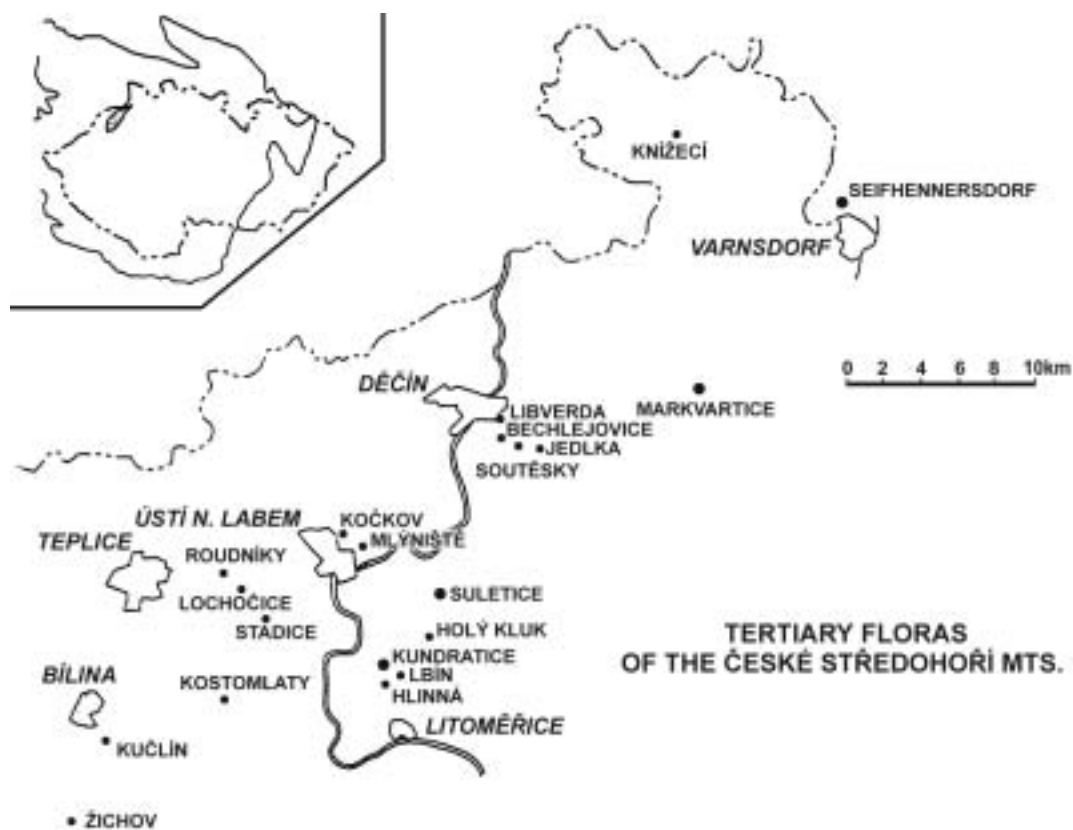 KNÍŽECÍ
SEIFHENNERSDORF
VARNSDORF
0 2 4 6 8 10km
DĚČÍN
MARKVARTICE
LIBVERDA
BECHLEJOVICE
JEDLKA
SOUTĚSKY
ÚSTÍ N. LABEM
KOČKOV
MLÝNIŠTĚ
TEPLICE
ROUDNÍKY
LOCHOČICE
STADICE
SULETICE
HOLÝ KLUK
TERTIARY FLORAS
OF THE ČESKÉ STŘEDOHOŘÍ MTS.
KUNDRATICE
LBÍN
HLINNÁ
BÍLINA
KOSTOMLATY
LITOMĚŘICE
KUČLÍN
ŽICHOV